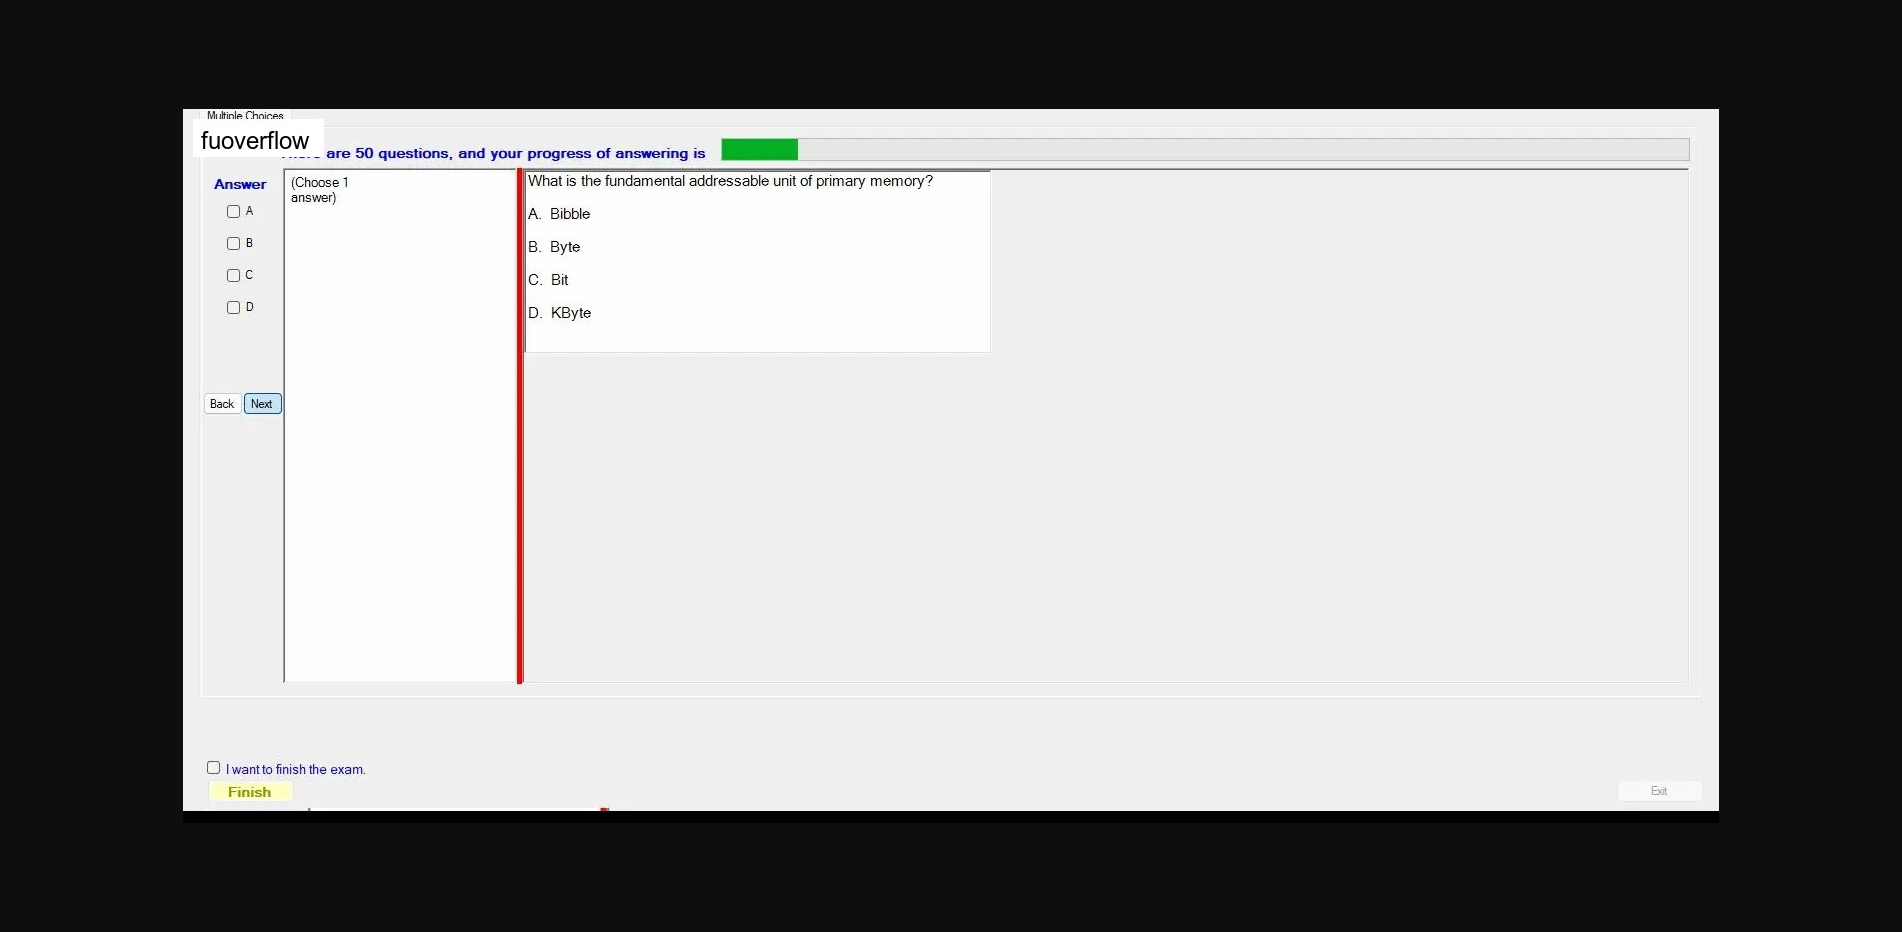 Multiple Choices
fuoverflow
are 50 questions, and your progress of answering is
Answer
(Choose 1
answer)
A
B
C
D
What is the fundamental addressable unit of primary memory?
A. Bibble
B. Byte
C. Bit
D. KByte
Back
Next
I want to finish the exam.
Finish
Exit